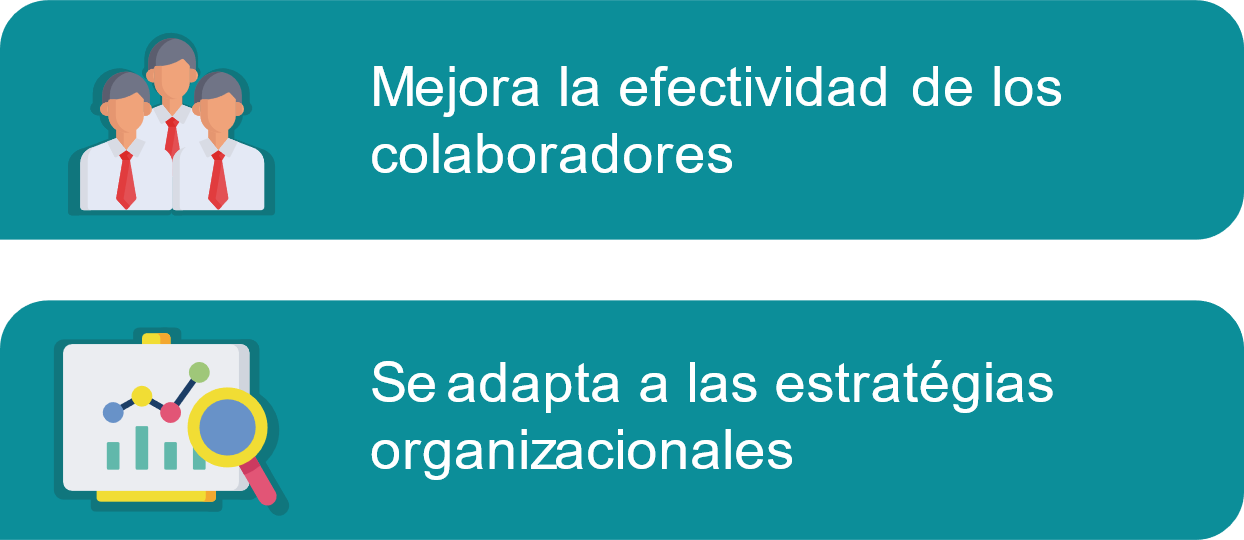 Mejora la efectividad de los
colaboradores
Se adapta a las estratégias
organizacionales